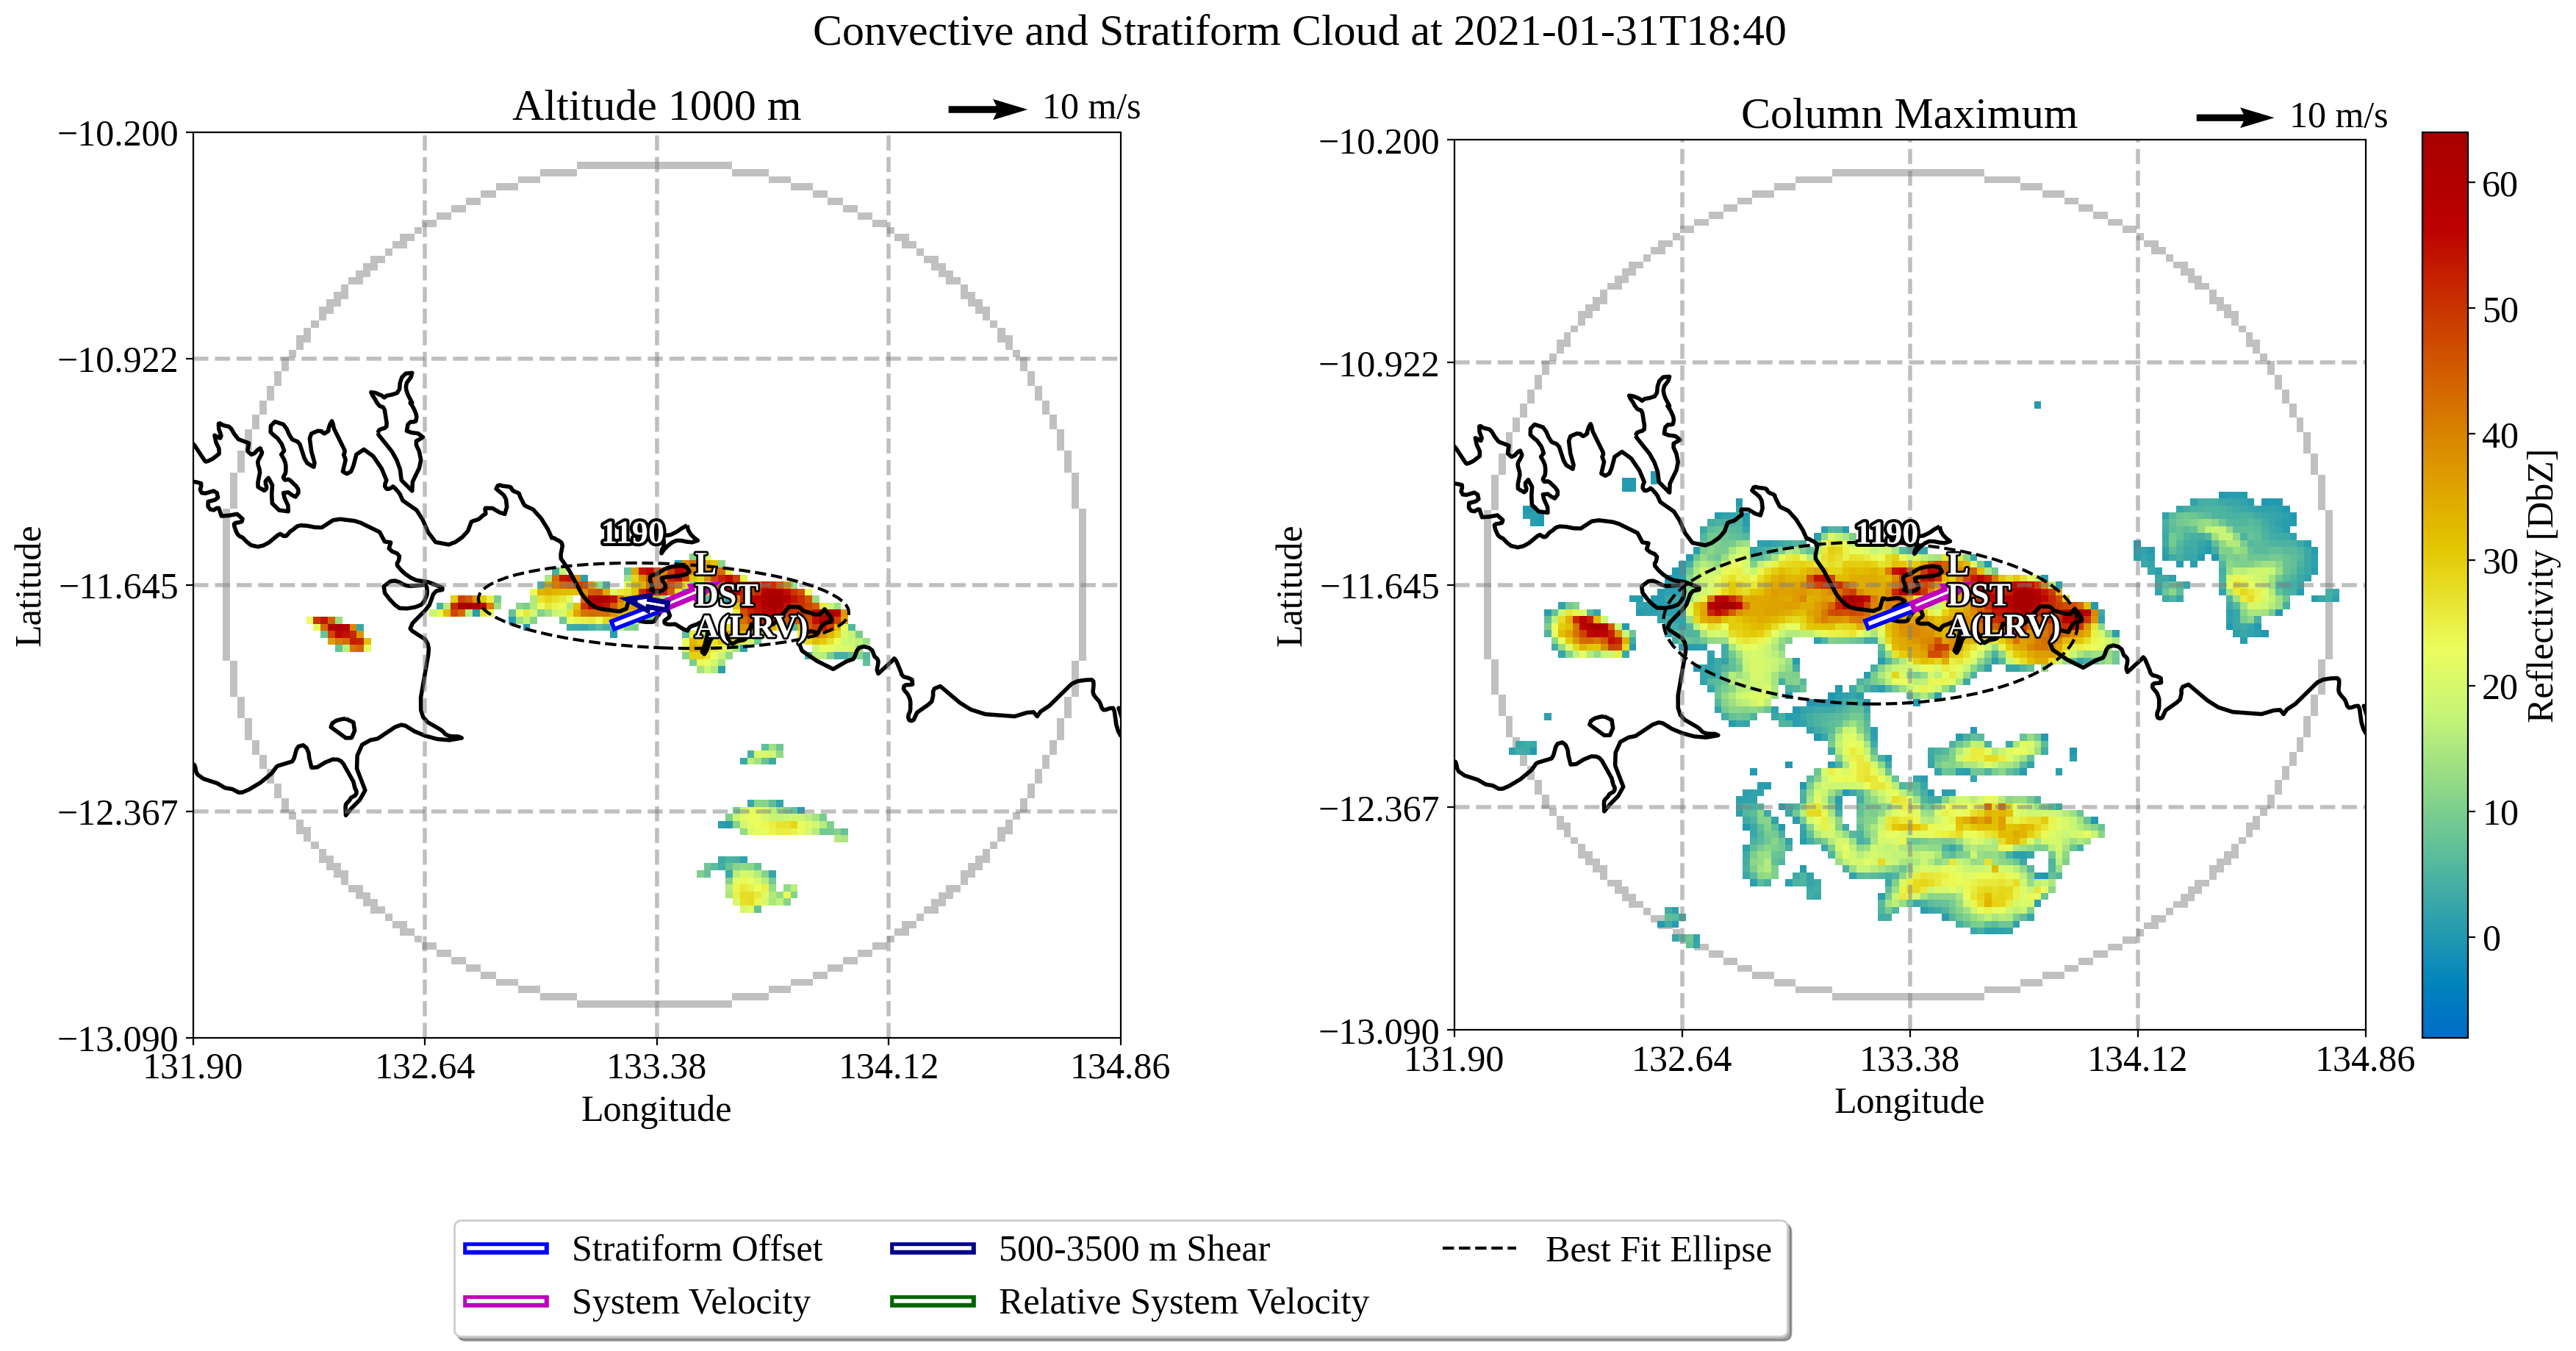 Convective and Stratiform Cloud at 2021-01-31T18:40
Altitude 1000 m
10 m/s
−10.200
−10.922
−11.645
−12.367
−13.090
131.90
132.64
133.38
134.12
134.86
Latitude
Longitude
1190
L
DST
A(LRV)
Column Maximum
10 m/s
−10.200
−10.922
−11.645
−12.367
−13.090
131.90
132.64
133.38
134.12
134.86
Latitude
Longitude
1190
L
DST
A(LRV)
60
50
40
30
20
10
0
Reflectivity [DbZ]
Stratiform Offset
System Velocity
500-3500 m Shear
Relative System Velocity
Best Fit Ellipse